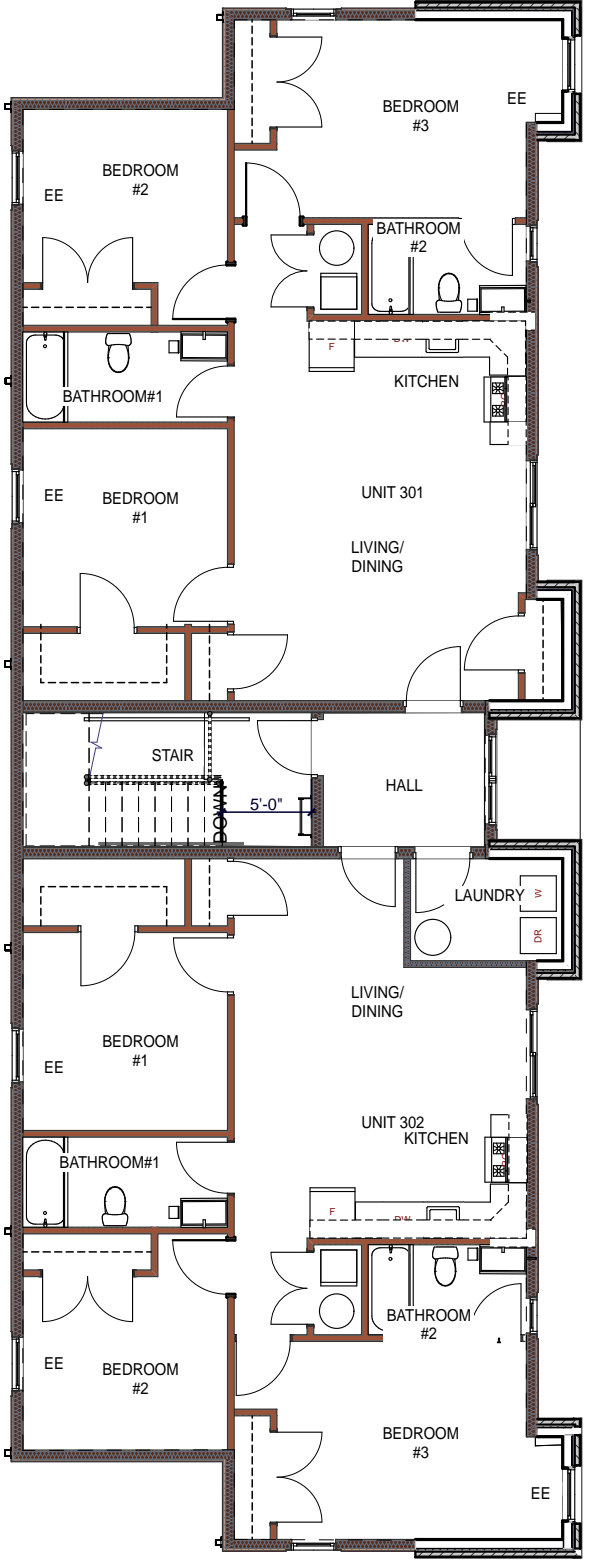 BEDROOM
#3
EE
BEDROOM
#2
EE
BATHROOM
#2
F
KITCHEN
BATHROOM#1
EE
BEDROOM
#1
UNIT 301
LIVING/
DINING
STAIR
DOWN
5'-0"
HALL
LAUNDRY
W
DR
LIVING/
DINING
BEDROOM
#1
EE
UNIT 302
KITCHEN
BATHROOM#1
F
DW
BATHROOM
#2
EE
BEDROOM
#2
BEDROOM
#3
EE